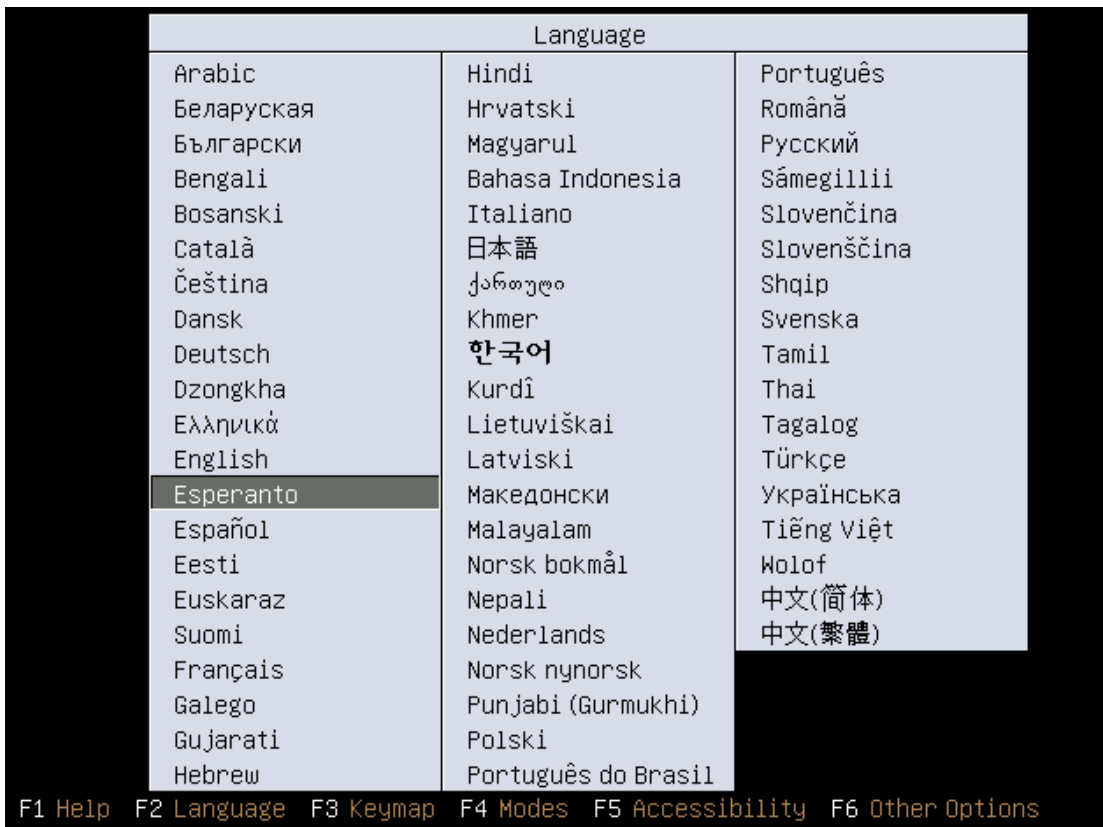 Language
Arabic
Беларуская
Български
Bengali
Bosanski
Català
Čeština
Dansk
Deutsch
Dzongkha
Ελληνικά
English
Esperanto
Español
Eesti
Euskaraz
Suomi
Français
Galego
Gujarati
Hebrew
Hindi
Hrvatski
Magyarul
Bahasa Indonesia
Italiano
日本語
ქართული
Khmer
한국어
Kurdî
Lietuviškai
Latviski
Македонски
Malayalam
Norsk bokmål
Nepali
Nederlands
Norsk nynorsk
Punjabi (Gurmukhi)
Polski
Português do Brasil
Português
Română
Русский
Sámegillii
Slovenčina
Slovenščina
Shqip
Svenska
Tamil
Thai
Tagalog
Türkçe
Українська
Tiếng Việt
Wolof
中文(简体)
中文(繁體)
F1 Help F2 Language F3 Keymap F4 Modes F5 Accessibility F6 Other Options